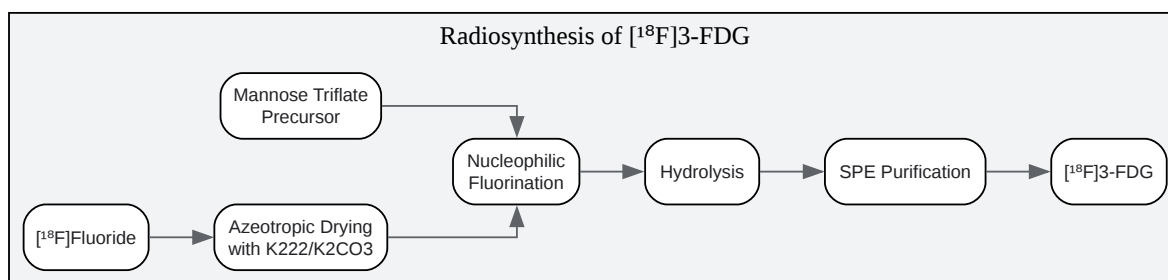 Radiosynthesis of [¹⁸F]3-FDG
Mannose Triflate
Precursor
Nucleophilic
Fluorination
Hydrolysis
SPE Purification
[¹⁸F]3-FDG
[¹⁸F]Fluoride
Azeotropic Drying
with K222/K2CO3